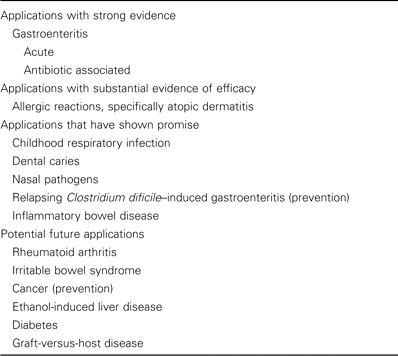 Applications with strong evidence
Gastroenteritis
Acute
Antibiotic associated
Applications with substantial evidence of efficacy
Allergic reactions, specifically atopic dermatitis
Applications that have shown promise
Childhood respiratory infection
Dental caries
Nasal pathogens
Relapsing Clostridium dificile–induced gastroenteritis (prevention)
Inflammatory bowel disease
Potential future applications
Rheumatoid arthritis
Irritable bowel syndrome
Cancer (prevention)
Ethanol-induced liver disease
Diabetes
Graft-versus-host disease